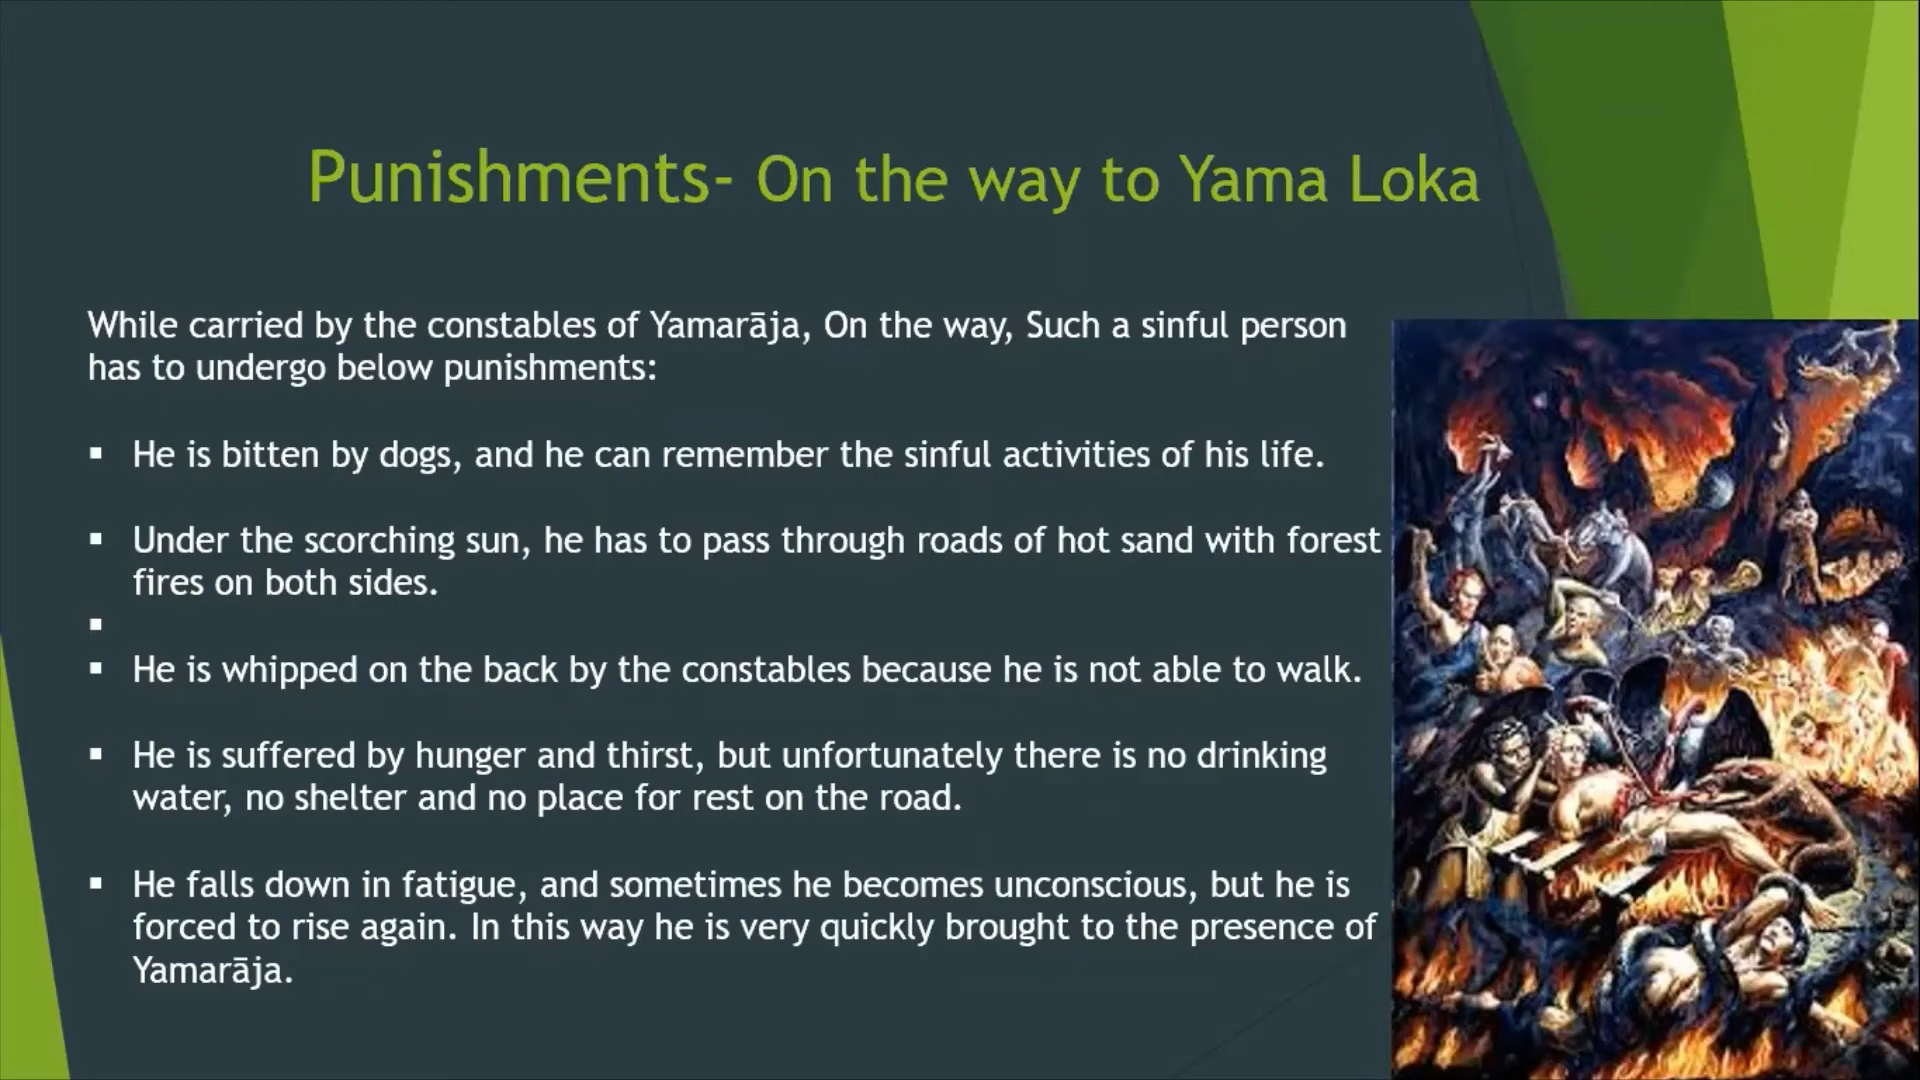 Punishments- On the way to Yama Loka
While carried by the constables of Yamarāja, On the way, Such a sinful person
has to undergo below punishments:
▪ He is bitten by dogs, and he can remember the sinful activities of his life.
▪ Under the scorching sun, he has to pass through roads of hot sand with forest
fires on both sides.
▪
▪ He is whipped on the back by the constables because he is not able to walk.
▪ He is suffered by hunger and thirst, but unfortunately there is no drinking
water, no shelter and no place for rest on the road.
▪ He falls down in fatigue, and sometimes he becomes unconscious, but he is
forced to rise again. In this way he is very quickly brought to the presence of
Yamarāja.